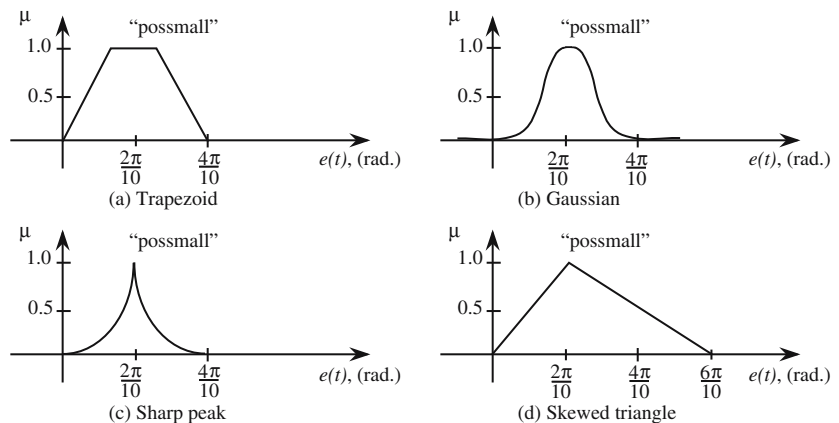 μ
“possmall”
1.0
0.5
2π
10
4π
10
e(t), (rad.)
(a) Trapezoid
μ
“possmall”
1.0
0.5
2π
10
4π
10
e(t), (rad.)
(b) Gaussian
μ
“possmall”
1.0
0.5
2π
10
4π
10
e(t), (rad.)
(c) Sharp peak
μ
“possmall”
1.0
0.5
2π
10
4π
10
6π
10
e(t), (rad.)
(d) Skewed triangle